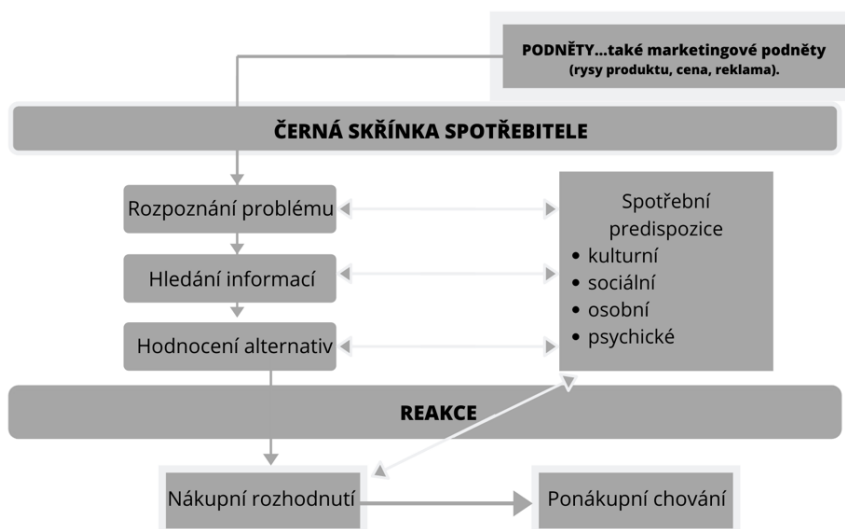 PODNĚTY...také marketingové podněty
(rysy produktu, cena, reklama).
ČERNÁ SKŘÍNKA SPOTŘEBITELE
Rozpoznání problému
Spotřební
predispozice
• kulturní
• sociální
• osobní
• psychické
Hledání informací
Hodnocení alternativ
REAKCE
Nákupní rozhodnutí
Ponákupní chování